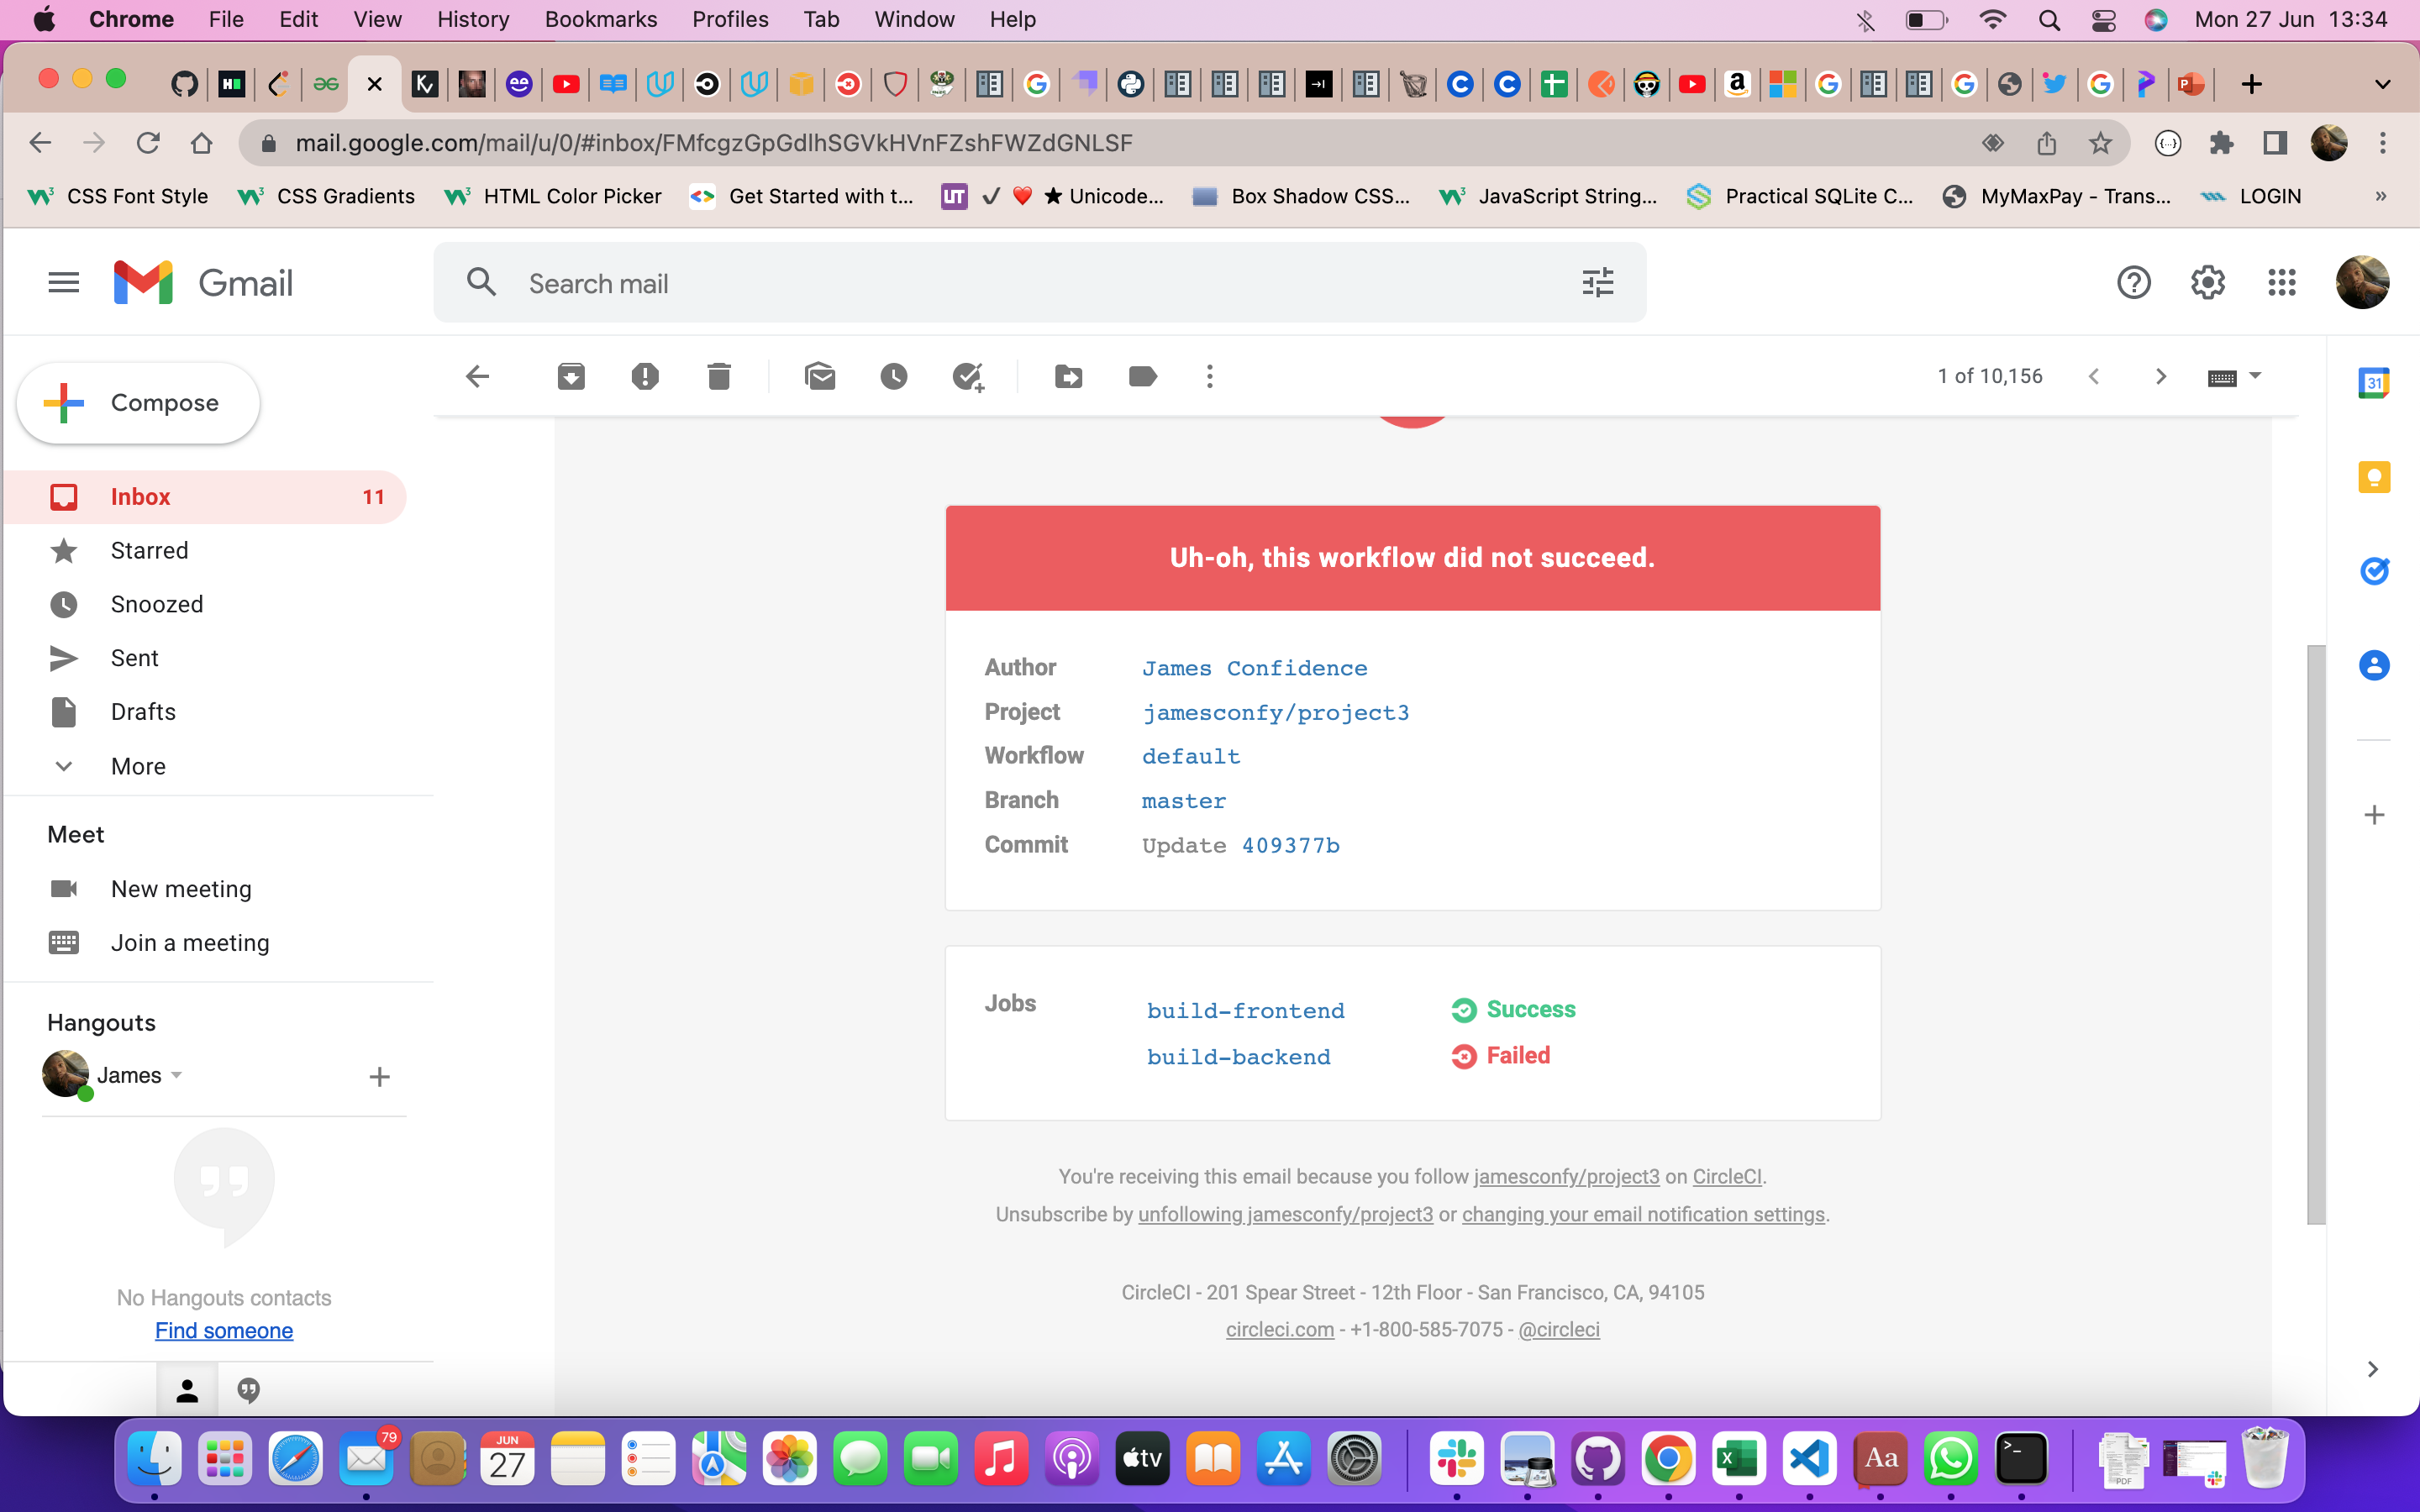 Chrome File Edit View History Bookmarks Profiles Tab Window Help Mon 27 Jun 13:34
mail.google.com/mail/u/0/#inbox/FMfcgzGpGdlhSGVkHVnFZshFWZdGNLSF
CSS Font Style CSS Gradients HTML Color Picker Get Started with t... UT ✓ ❤️ ★ Unicode... Box Shadow CSS... JavaScript String... Practical SQLite C... MyMaxPay - Trans... LOGIN »
Gmail Search mail
Compose
1 of 10,156
Inbox 11
Starred
Snoozed
Sent
Drafts
More
Meet
New meeting
Join a meeting
Hangouts
James
No Hangouts contacts
Find someone
Uh-oh, this workflow did not succeed.
Author James Confidence
Project jamesconfy/project3
Workflow default
Branch master
Commit Update 409377b
Jobs build-frontend Success
build-backend Failed
You're receiving this email because you follow jamesconfy/project3 on CircleCI.
Unsubscribe by unfollowing jamesconfy/project3 or changing your email notification settings.
CircleCI - 201 Spear Street - 12th Floor - San Francisco, CA, 94105
circleci.com - +1-800-585-7075 - @circleci
31
79
JUN
27
tv
Aa
PDF